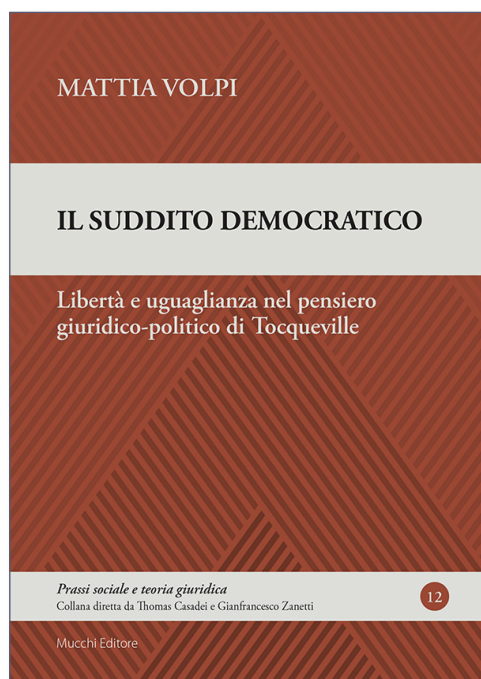 MATTIA VOLPI
IL SUDDITO DEMOCRATICO
Libertà e uguaglianza nel pensiero
giuridico-politico di Tocqueville
Prassi sociale e teoria giuridica
Collana diretta da Thomas Casadei e Gianfrancesco Zanetti
12
Mucchi Editore